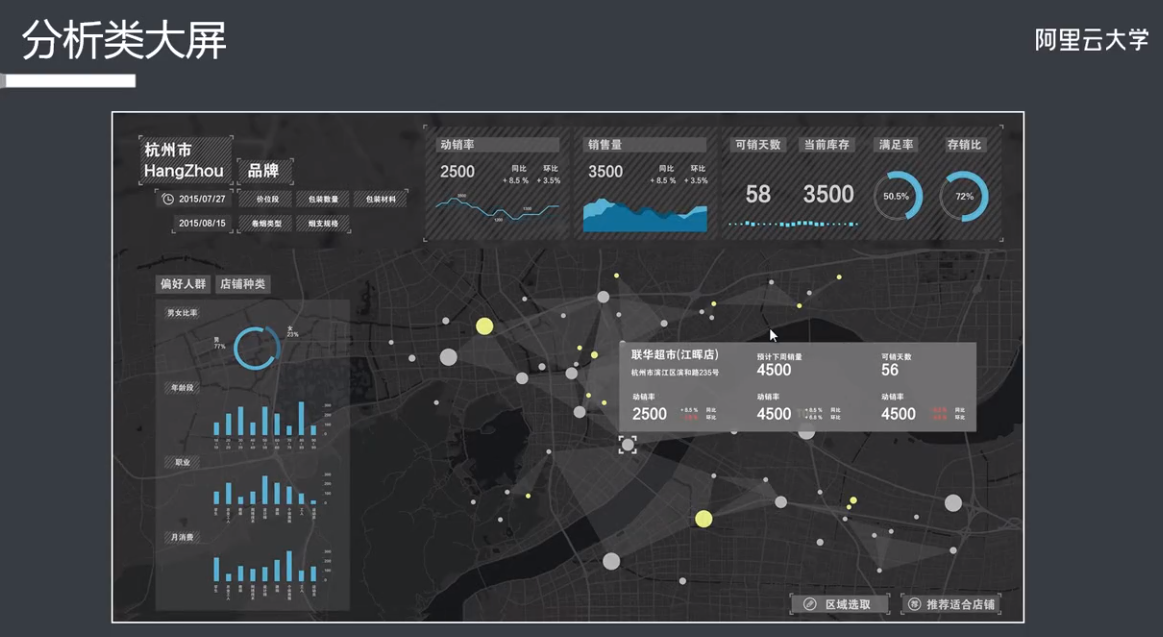 分析类大屏
阿里云大学
杭州市
HangZhou
品牌
2015/07/27 价位段 包装数量 包装材料
2015/08/15 卷烟类型 烟支规格
动销率
2500 同比 环比
+8.5 % +3.5%
销售量
3500 同比 环比
+8.5 % +3.5%
可销天数 当前库存 满足率 存销比
58 3500 50.5% 72%
偏好人群 店铺种类
男女比率
男 77%
女 23%
年龄段
职业
月消费
联华超市(江晖店)
杭州市滨江区滨和路235号
预计下周销量
4500
可销天数
56
动销率 动销率 动销率
2500 +8.5 % 同比 环比
4500 +8.5 % 同比 环比
4500 同比 环比
区域选取 荐 推荐适合店铺